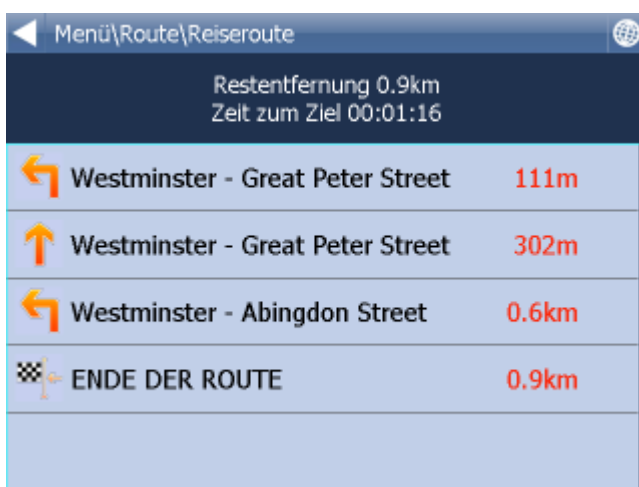 Menü\Route\Reiseroute
Restentfernung 0.9km
Zeit zum Ziel 00:01:16
Westminster - Great Peter Street 111m
Westminster - Great Peter Street 302m
Westminster - Abingdon Street 0.6km
ENDE DER ROUTE 0.9km